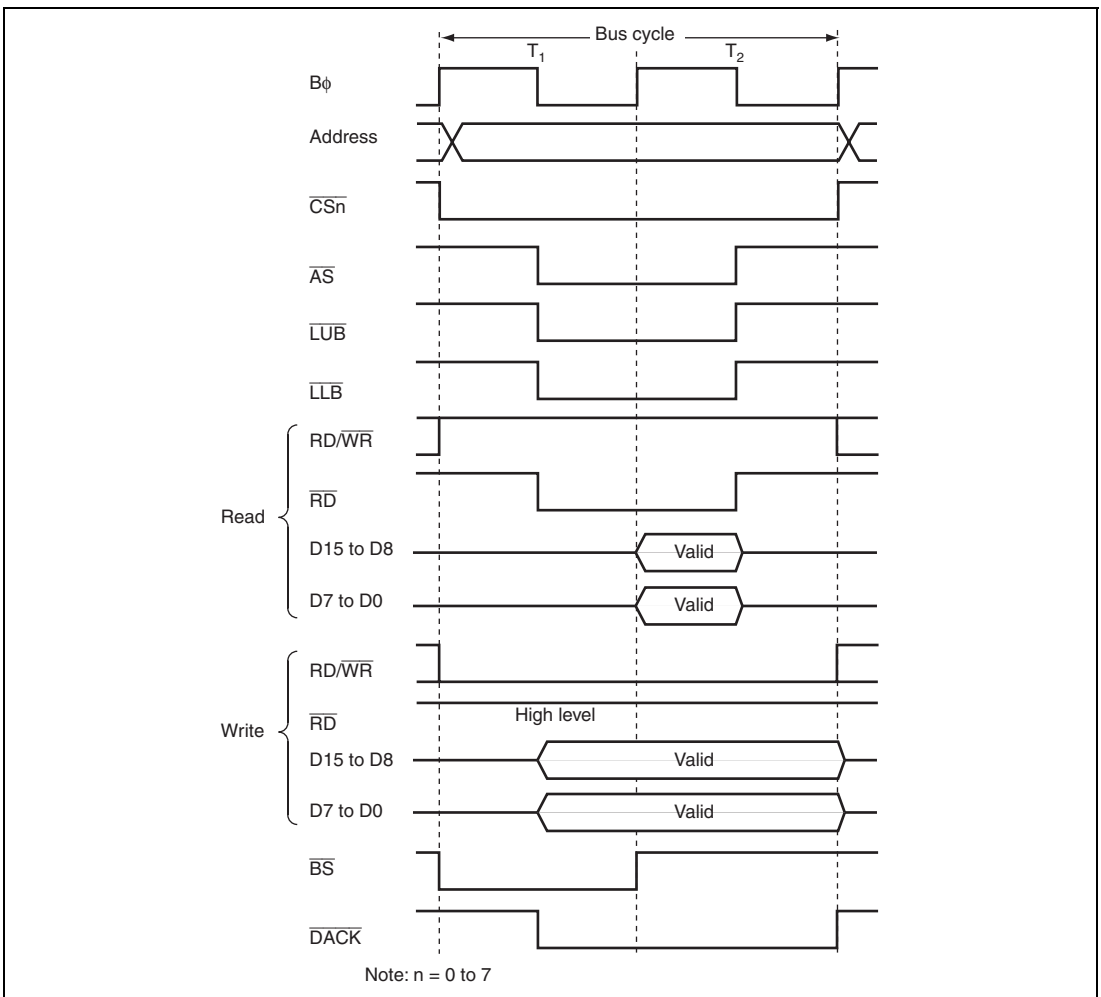 Bus cycle
T1 T2
Bφ
Address
CSn
AS
LUB
LLB
RD/WR
RD
Read
D15 to D8 Valid
D7 to D0 Valid
RD/WR
High level
RD
Write
D15 to D8 Valid
D7 to D0 Valid
BS
DACK
Note: n = 0 to 7